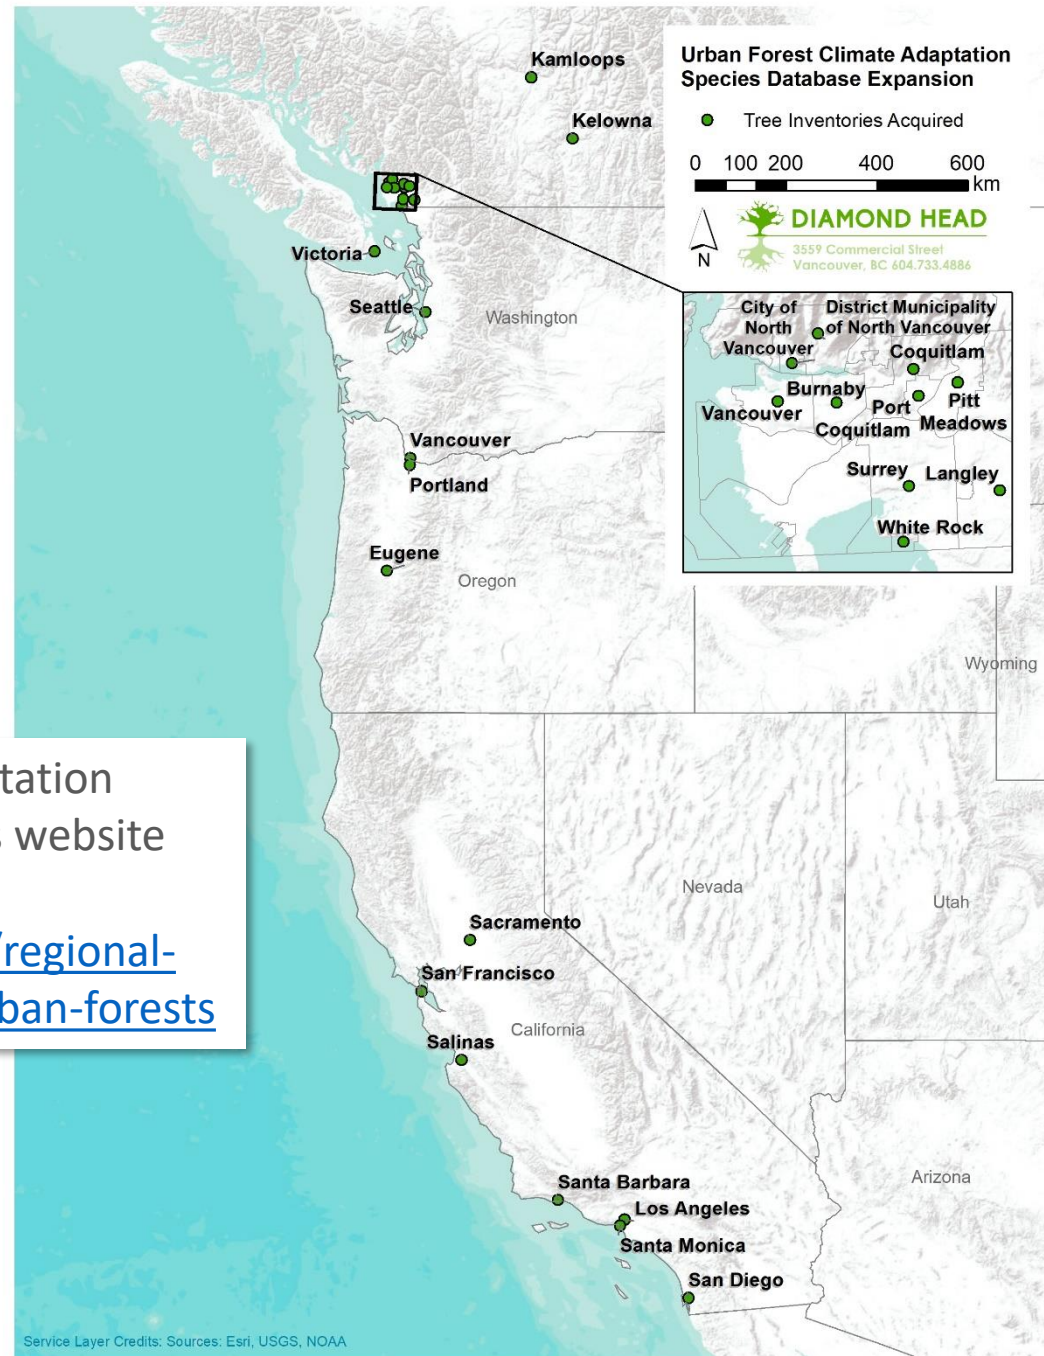 Urban Forest Climate Adaptation
Species Database Expansion
Tree Inventories Acquired
0 100 200 400 600
km
N
DIAMOND HEAD
3559 Commercial Street
Vancouver, BC 604.733.4886
Kamloops
Kelowna
Victoria
Seattle
Washington
City of
North
Vancouver
District Municipality
of North Vancouver
Coquitlam
Burnaby
Vancouver
Port
Coquitlam
Pitt
Meadows
Surrey
Langley
White Rock
Vancouver
Portland
Eugene
Oregon
Wyoming
tation
website
/regional-
ban-forests
Nevada
Utah
Sacramento
San Francisco
California
Salinas
Santa Barbara
Los Angeles
Santa Monica
Arizona
San Diego
Service Layer Credits: Sources: Esri, USGS, NOAA